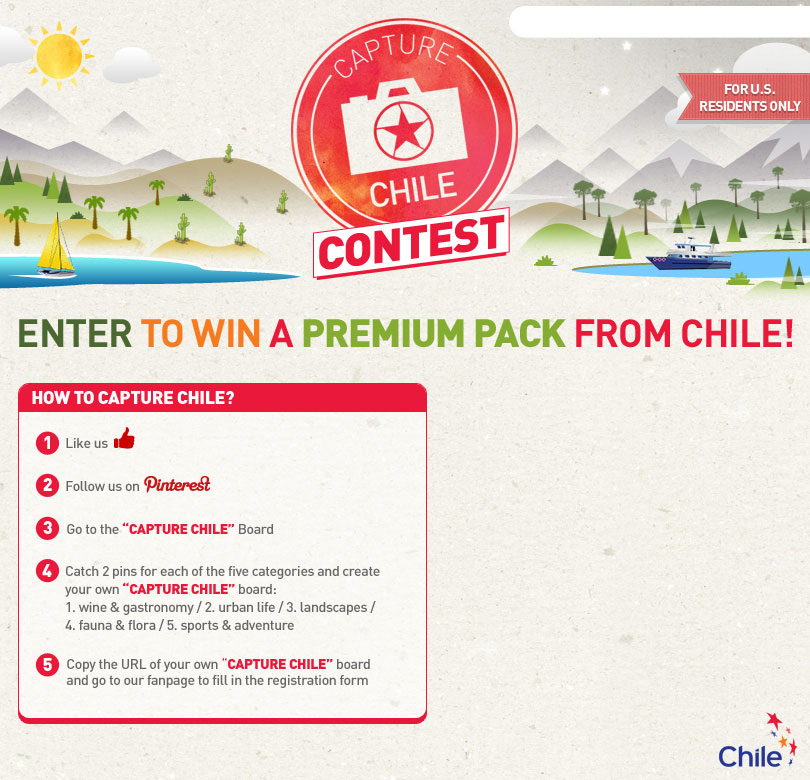 CAPTURE
CHILE
CONTEST
FOR U.S.
RESIDENTS ONLY
ENTER TO WIN A PREMIUM PACK FROM CHILE!
HOW TO CAPTURE CHILE?
1 Like us
2 Follow us on Pinterest
3 Go to the “CAPTURE CHILE” Board
4 Catch 2 pins for each of the five categories and create
your own “CAPTURE CHILE” board:
1. wine & gastronomy / 2. urban life / 3. landscapes /
4. fauna & flora / 5. sports & adventure
5 Copy the URL of your own “CAPTURE CHILE” board
and go to our fanpage to fill in the registration form
Chile